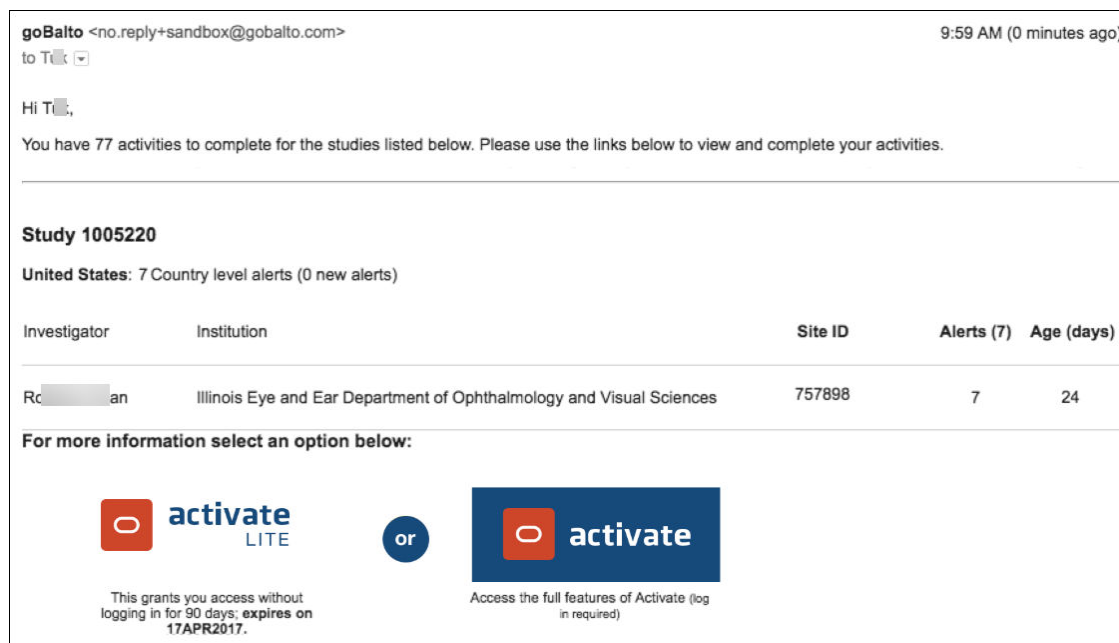 goBalto <no.reply+sandbox@gobalto.com> 9:59 AM (0 minutes ago)
to
Hi
You have 77 activities to complete for the studies listed below. Please use the links below to view and complete your activities.
Study 1005220
United States: 7 Country level alerts (0 new alerts)
Investigator Institution Site ID Alerts (7) Age (days)
Illinois Eye and Ear Department of Ophthalmology and Visual Sciences 757898 7 24
For more information select an option below:
activate
LITE
or
activate
This grants you access without
logging in for 90 days; expires on
17APR2017.
Access the full features of Activate (log
in required)